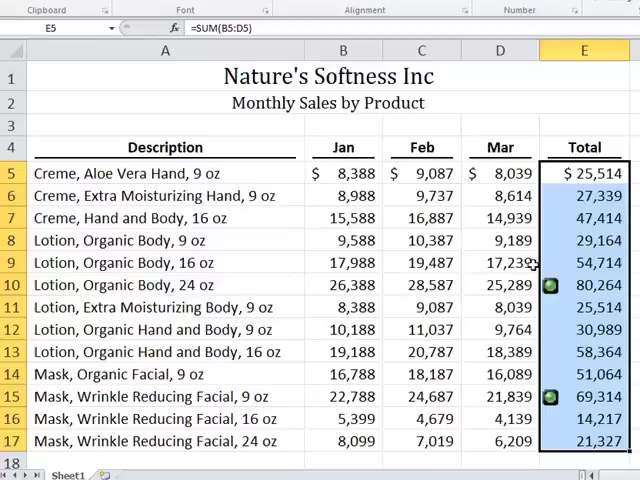 Clipboard Font Alignment Number
E5 fx =SUM(B5:D5)
A B C D E
1 Nature's Softness Inc
2 Monthly Sales by Product
3
4 Description Jan Feb Mar Total
5 Creme, Aloe Vera Hand, 9 oz $ 8,388 $ 9,087 $ 8,039 $ 25,514
6 Creme, Extra Moisturizing Hand, 9 oz 8,988 9,737 8,614 27,339
7 Creme, Hand and Body, 16 oz 15,588 16,887 14,939 47,414
8 Lotion, Organic Body, 9 oz 9,588 10,387 9,189 29,164
9 Lotion, Organic Body, 16 oz 17,988 19,487 17,239 54,714
10 Lotion, Organic Body, 24 oz 26,388 28,587 25,289 80,264
11 Lotion, Extra Moisturizing Body, 9 oz 8,388 9,087 8,039 25,514
12 Lotion, Organic Hand and Body, 9 oz 10,188 11,037 9,764 30,989
13 Lotion, Organic Hand and Body, 16 oz 19,188 20,787 18,389 58,364
14 Mask, Organic Facial, 9 oz 16,788 18,187 16,089 51,064
15 Mask, Wrinkle Reducing Facial, 9 oz 22,788 24,687 21,839 69,314
16 Mask, Wrinkle Reducing Facial, 16 oz 5,399 4,679 4,139 14,217
17 Mask, Wrinkle Reducing Facial, 24 oz 8,099 7,019 6,209 21,327
18
Sheet1